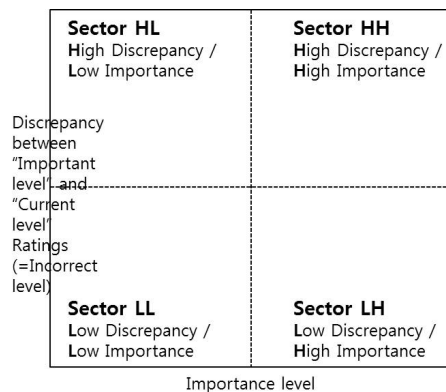 Sector HL
High Discrepancy /
Low Importance
Sector HH
High Discrepancy /
High Importance
Discrepancy
between
"Important
level" and
"Current
level"
Ratings
(=Incorrect
level)
Sector LL
Low Discrepancy /
Low Importance
Sector LH
Low Discrepancy /
High Importance
Importance level